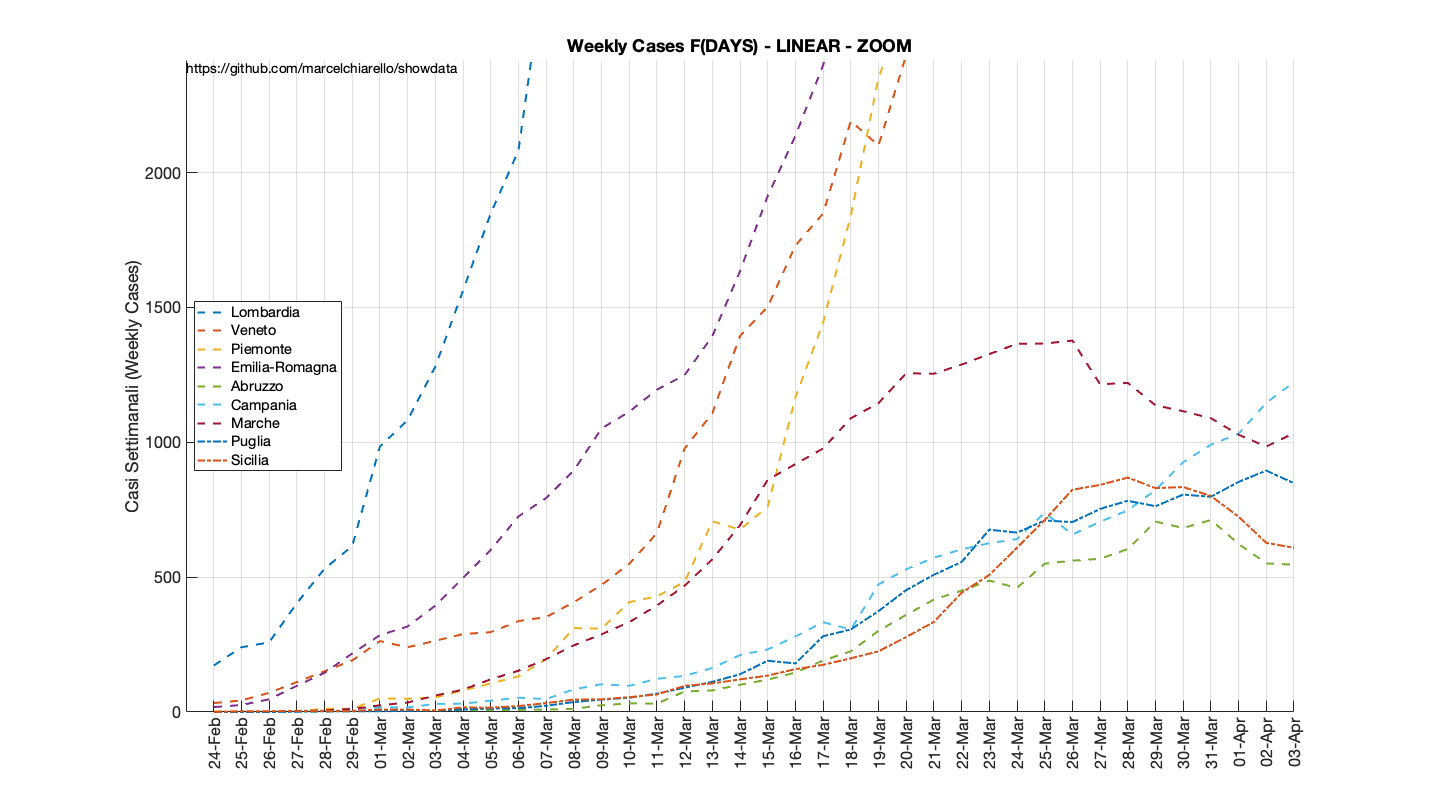 Weekly Cases F(DAYS) - LINEAR - ZOOM
https://github.com/marcelchiarello/showdata
Casi Settimanali (Weekly Cases)
2000
1500
1000
500
0
Lombardia
Veneto
Piemonte
Emilia-Romagna
Abruzzo
Campania
Marche
Puglia
Sicilia
24-Feb
25-Feb
26-Feb
27-Feb
28-Feb
29-Feb
01-Mar
02-Mar
03-Mar
04-Mar
05-Mar
06-Mar
07-Mar
08-Mar
09-Mar
10-Mar
11-Mar
12-Mar
13-Mar
14-Mar
15-Mar
16-Mar
17-Mar
18-Mar
19-Mar
20-Mar
21-Mar
22-Mar
23-Mar
24-Mar
25-Mar
26-Mar
27-Mar
28-Mar
29-Mar
30-Mar
31-Mar
01-Apr
02-Apr
03-Apr